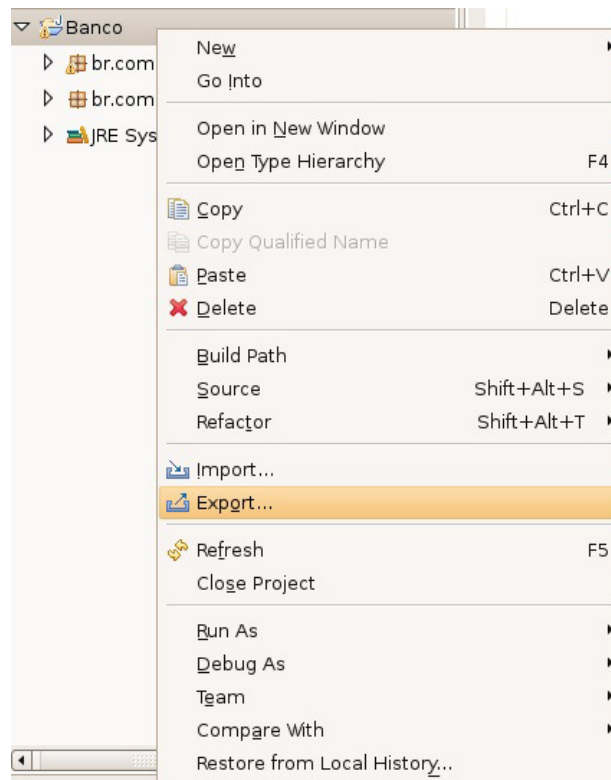 Banco
br.com
br.com
JRE Sys
New
Go Into
Open in New Window
Open Type Hierarchy F4
Copy Ctrl+C
Copy Qualified Name
Paste Ctrl+V
Delete Delete
Build Path
Source Shift+Alt+S
Refactor Shift+Alt+T
Import...
Export...
Refresh F5
Close Project
Run As
Debug As
Team
Compare With
Restore from Local History...